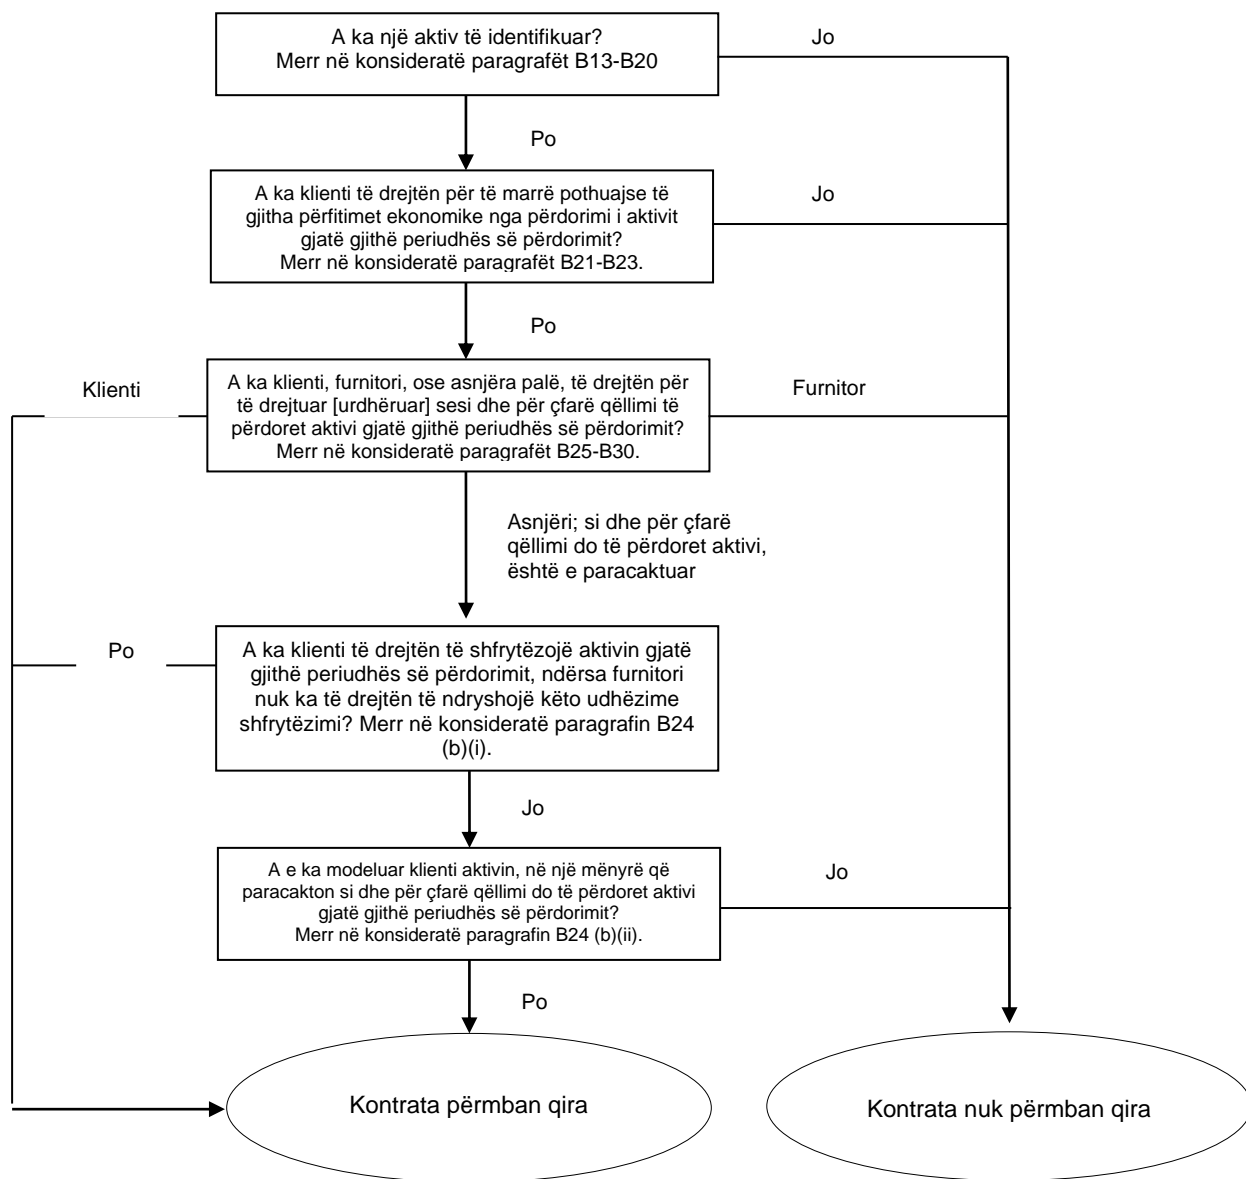 A ka një aktiv të identifikuar?
Merr në konsideratë paragrafët B13-B20
Jo
Po
A ka klienti të drejtën për të marrë pothuajse të
gjitha përfitimet ekonomike nga përdorimi i aktivit
gjatë gjithë periudhës së përdorimit?
Merr në konsideratë paragrafët B21-B23.
Jo
Po
Klienti
A ka klienti, furnitori, ose asnjëra palë, të drejtën për
të drejtuar [urdhëruar] sesi dhe për çfarë qëllimi të
përdoret aktivi gjatë gjithë periudhës së përdorimit?
Merr në konsideratë paragrafët B25-B30.
Furnitor
Asnjëri; si dhe për çfarë
qëllimi do të përdoret aktivi,
është e paracaktuar
Po
A ka klienti të drejtën të shfrytëzojë aktivin gjatë
gjithë periudhës së përdorimit, ndërsa furnitori
nuk ka të drejtën të ndryshojë këto udhëzime
shfrytëzimi? Merr në konsideratë paragrafin B24
(b)(i).
Jo
A e ka modeluar klienti aktivin, në një mënyrë që
paracakton si dhe për çfarë qëllimi do të përdoret aktivi
gjatë gjithë periudhës së përdorimit?
Merr në konsideratë paragrafin B24 (b)(ii).
Jo
Po
Kontrata përmban qira
Kontrata nuk përmban qira